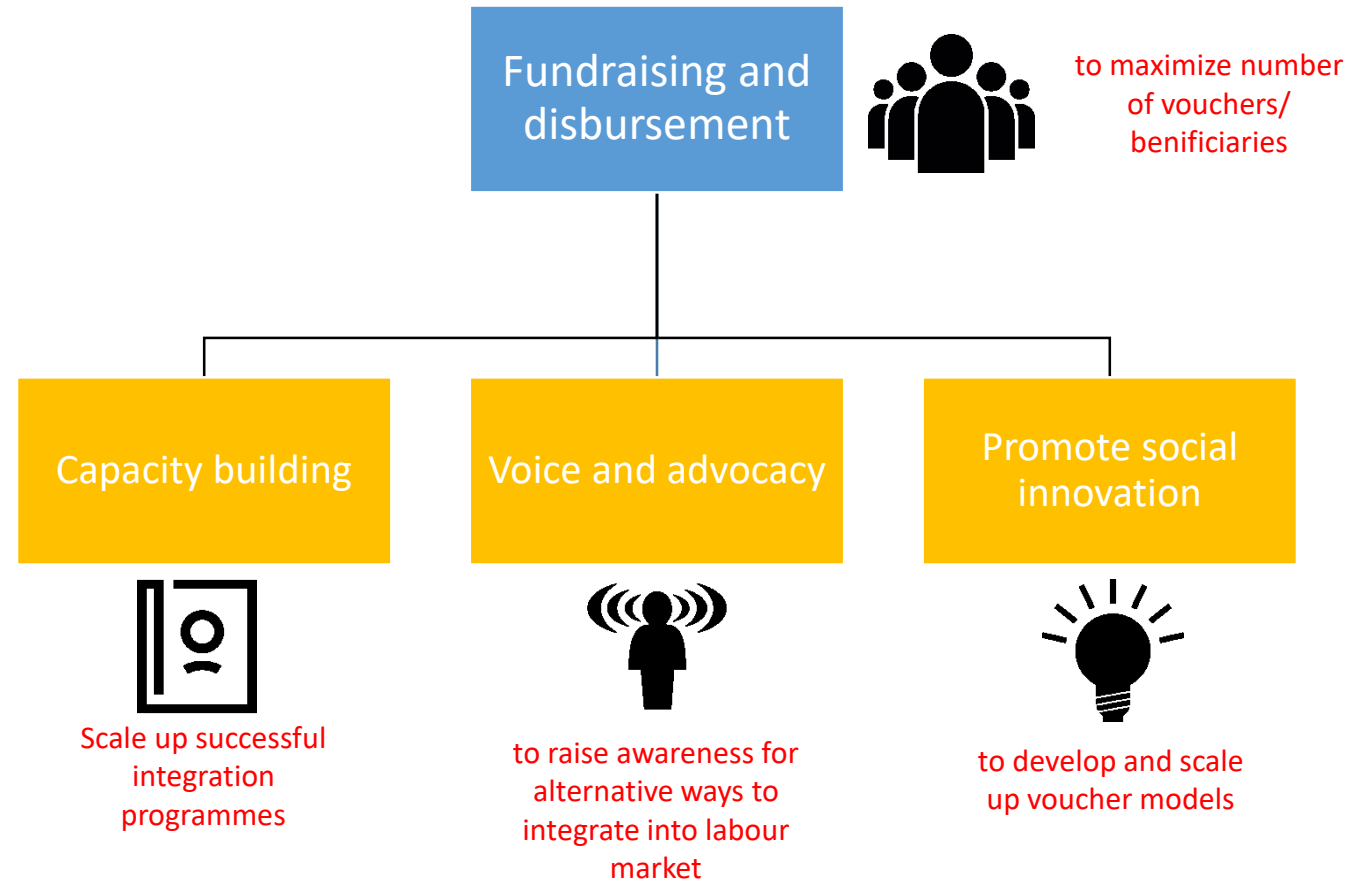 Fundraising and
disbursement
to maximize number
of vouchers/
benificiaries
Capacity building
Voice and advocacy
Promote social
innovation
Scale up successful
integration
programmes
to raise awareness for
alternative ways to
integrate into labour
market
to develop and scale
up voucher models